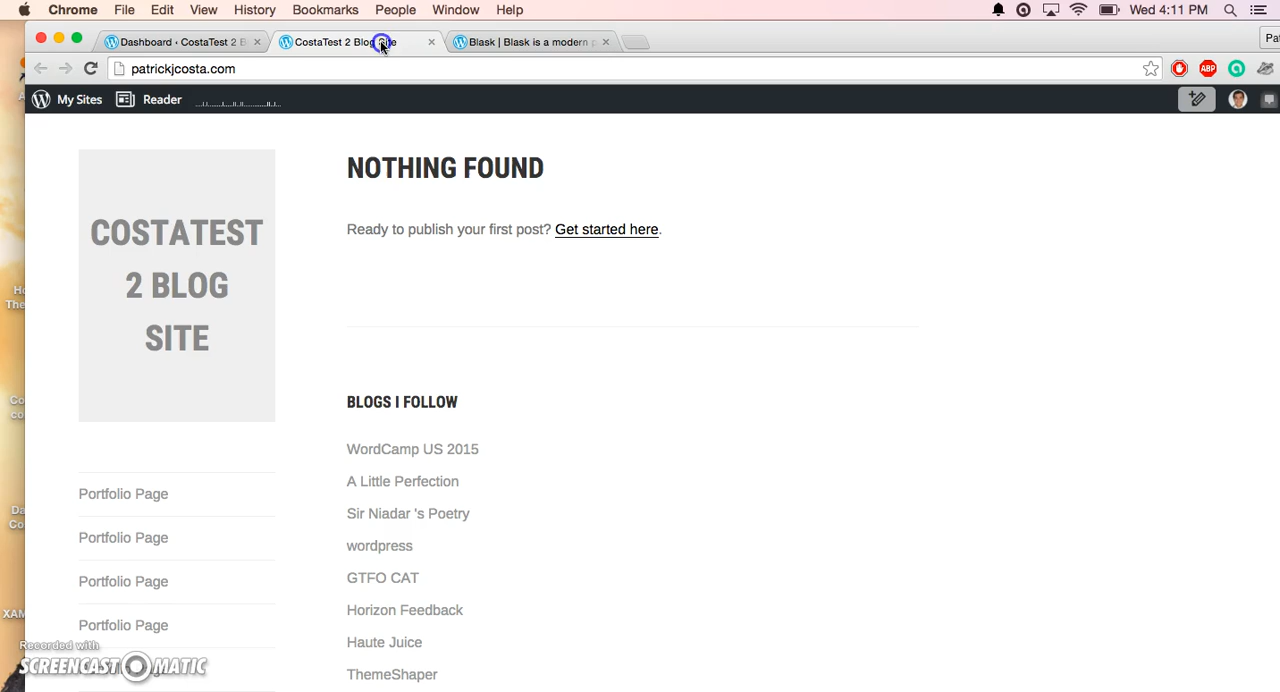 Chrome File Edit View History Bookmarks People Window Help Wed 4:11 PM
Dashboard ‹ CostaTest 2 B CostaTest 2 Blog Site Blask | Blask is a modern p Pa
patrickjcosta.com ABP
My Sites Reader
COSTATEST
2 BLOG
SITE
NOTHING FOUND
Ready to publish your first post? Get started here.
BLOGS I FOLLOW
WordCamp US 2015
A Little Perfection
Sir Niadar 's Poetry
wordpress
GTFO CAT
Horizon Feedback
Haute Juice
ThemeShaper
Portfolio Page
Portfolio Page
Portfolio Page
Portfolio Page
Recorded with
SCREENCAST MATIC